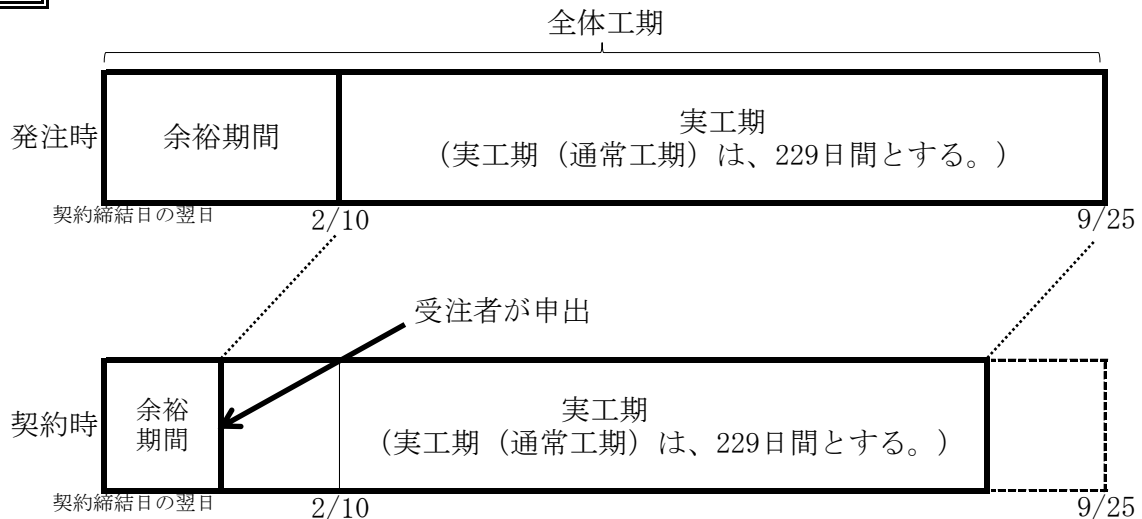 全体工期
発注時
余裕期間
実工期
（実工期（通常工期）は、229日間とする。）
契約締結日の翌日
2/10
9/25
受注者が申出
契約時
余裕
期間
実工期
（実工期（通常工期）は、229日間とする。）
契約締結日の翌日
2/10
9/25